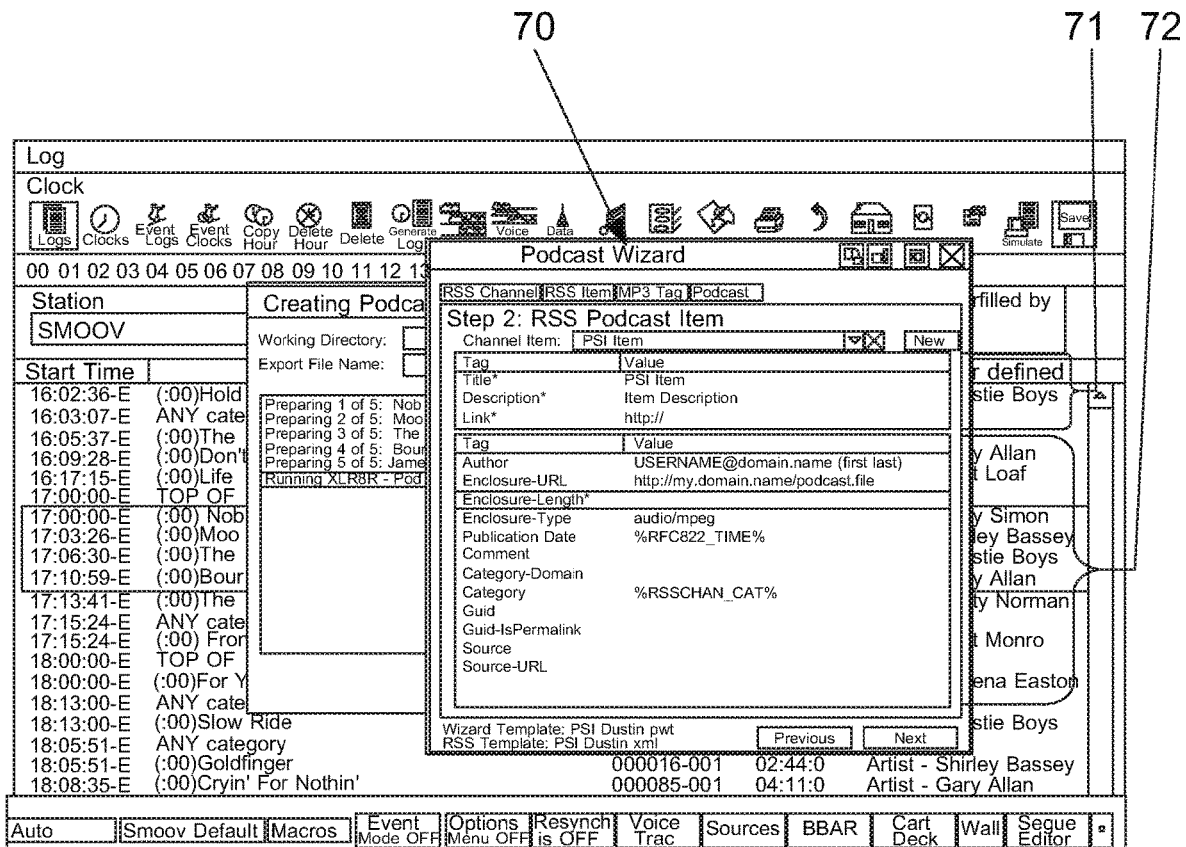 70
71 72
Log
Clock
Logs Clocks Event Logs Event Clocks Copy Hour Delete Hour Delete Generate Log Voice Data Simulate Save
00 01 02 03 04 05 06 07 08 09 10 11 12 13
Station
SMOOV
rfilled by
Creating Podca
Working Directory:
Export File Name:
Preparing 1 of 5: Nob
Preparing 2 of 5: Moo
Preparing 3 of 5: The
Preparing 4 of 5: Bour
Preparing 5 of 5: Jame
Running XLR8R - Pod
Podcast Wizard
RSS Channel RSS Item MP3 Tag Podcast
Step 2: RSS Podcast Item
Channel Item: PSI Item New
Tag Value
Title* PSI Item
Description* Item Description
Link* http://
Tag Value
Author USERNAME@domain.name (first last)
Enclosure-URL http://my.domain.name/podcast.file
Enclosure-Length*
Enclosure-Type audio/mpeg
Publication Date %RFC822_TIME%
Comment
Category-Domain
Category %RSSCHAN_CAT%
Guid
Guid-IsPermalink
Source
Source-URL
Wizard Template: PSI Dustin pwt
RSS Template: PSI Dustin xml
Previous Next
Start Time r defined
16:02:36-E (:00)Hold stie Boys
16:03:07-E ANY cate
16:05:37-E (:00)The y Allan
16:09:28-E (:00)Don't t Loaf
16:17:15-E (:00)Life
17:00:00-E TOP OF
17:00:00-E (:00) Nob y Simon
17:03:26-E (:00)Moo ley Bassey
17:06:30-E (:00)The stie Boys
17:10:59-E (:00)Bour y Allan
17:13:41-E (:00)The ty Norman
17:15:24-E ANY cate
17:15:24-E (:00) Fror t Monro
18:00:00-E TOP OF
18:00:00-E (:00)For Y ena Easton
18:13:00-E ANY cate
18:13:00-E (:00)Slow Ride stie Boys
18:05:51-E ANY category
18:05:51-E (:00)Goldfinger 000016-001 02:44:0 Artist - Shirley Bassey
18:08:35-E (:00)Cryin' For Nothin' 000085-001 04:11:0 Artist - Gary Allan
Auto Smoov Default Macros Event Mode OFF Options Menu OFF Resynch is OFF Voice Trac Sources BBAR Cart Deck Wall Segue Editor